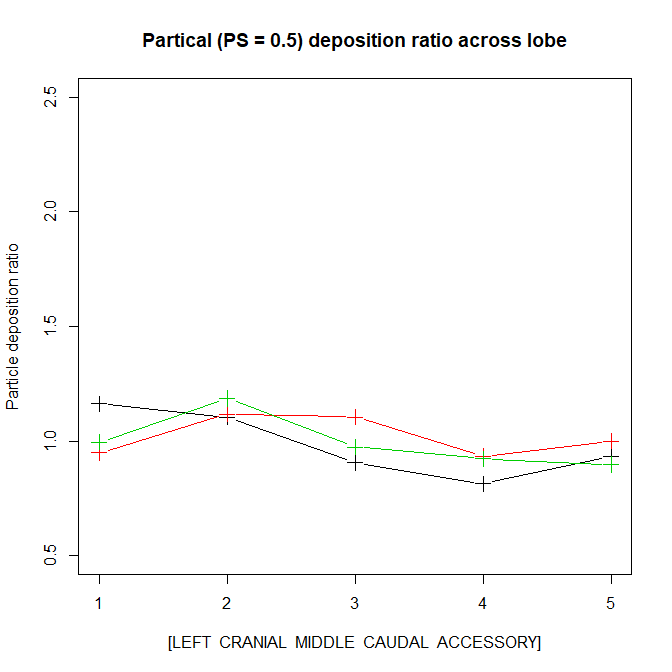 Partical (PS = 0.5) deposition ratio across lobe
Particle deposition ratio
2.5
2.0
1.5
1.0
0.5
1 2 3 4 5
[LEFT CRANIAL MIDDLE CAUDAL ACCESSORY]